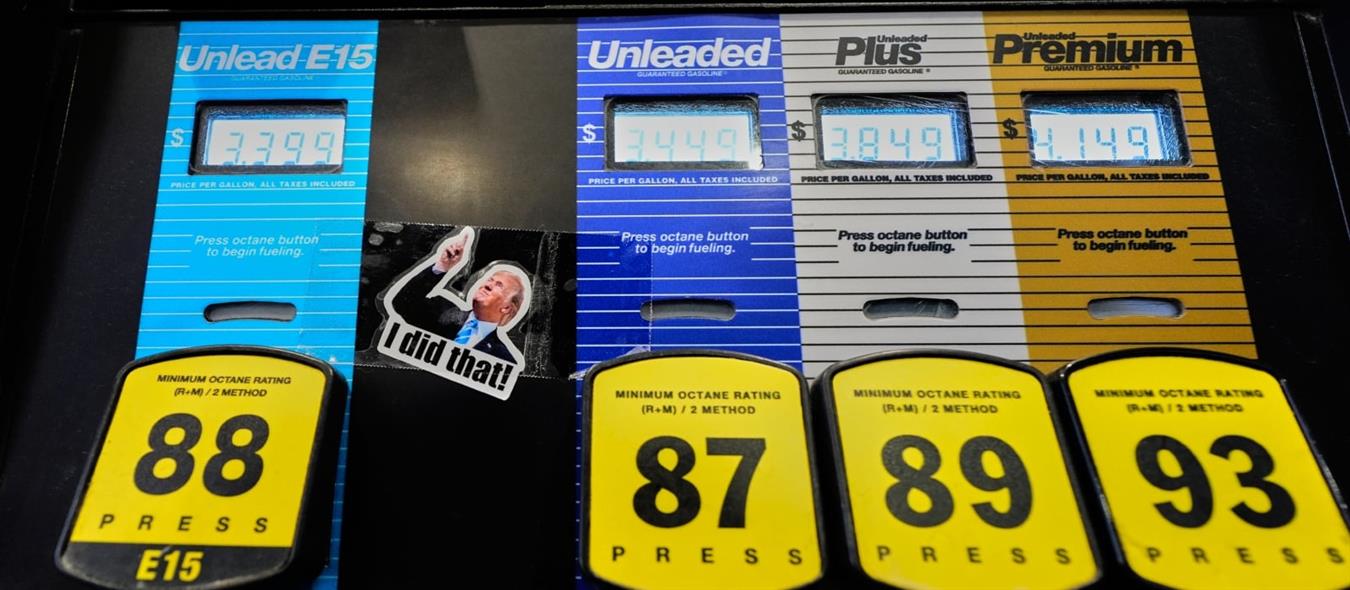 Unlead E15
GUARANTEED GASOLINE
$ 3.399
PRICE PER GALLON, ALL TAXES INCLUDED
Press octane button
to begin fueling.
MINIMUM OCTANE RATING
(R+M) / 2 METHOD
88
PRESS
E15
I did that!
Unleaded
GUARANTEED GASOLINE®
$ 3.449
PRICE PER GALLON, ALL TAXES INCLUDED
Press octane button
to begin fueling.
MINIMUM OCTANE RATING
(R+M) / 2 METHOD
87
PRESS
Unleaded
Plus
GUARANTEED GASOLINE ®
$ 3.849
PRICE PER GALLON, ALL TAXES INCLUDED
Press octane button
to begin fueling.
MINIMUM OCTANE RATING
(R+M) / 2 METHOD
89
PRESS
Unleaded
Premium
GUARANTEED GASOLINE ®
$ 4.149
PRICE PER GALLON, ALL TAXES INCLUDED
Press octane button
to begin fueling.
MINIMUM OCTANE RATING
(R+M) / 2 METHOD
93
PRESS